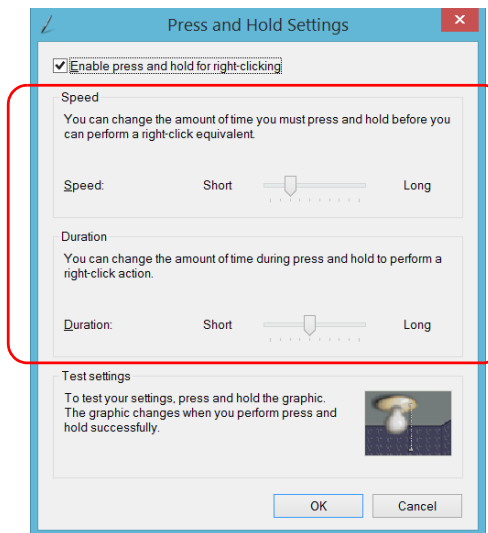 Press and Hold Settings
Enable press and hold for right-clicking
Speed
You can change the amount of time you must press and hold before you
can perform a right-click equivalent.
Speed: Short Long
Duration
You can change the amount of time during press and hold to perform a
right-click action.
Duration: Short Long
Test settings
To test your settings, press and hold the graphic.
The graphic changes when you perform press and
hold successfully.
OK Cancel